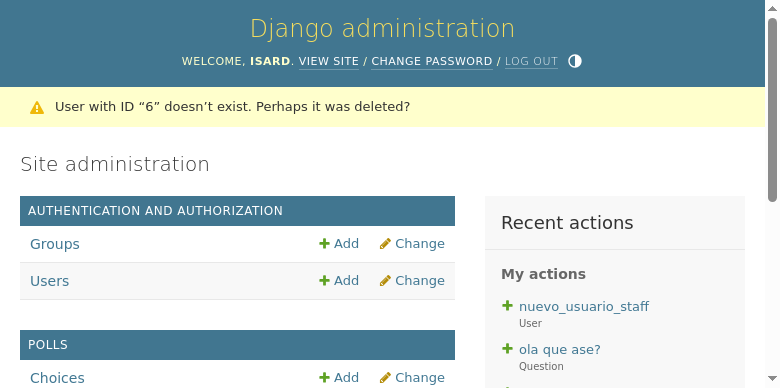 Django administration
WELCOME, ISARD. VIEW SITE / CHANGE PASSWORD / LOG OUT
User with ID “6” doesn’t exist. Perhaps it was deleted?
Site administration
AUTHENTICATION AND AUTHORIZATION
Groups Add Change
Users Add Change
POLLS
Choices Add Change
Recent actions
My actions
nuevo_usuario_staff
User
ola que ase?
Question